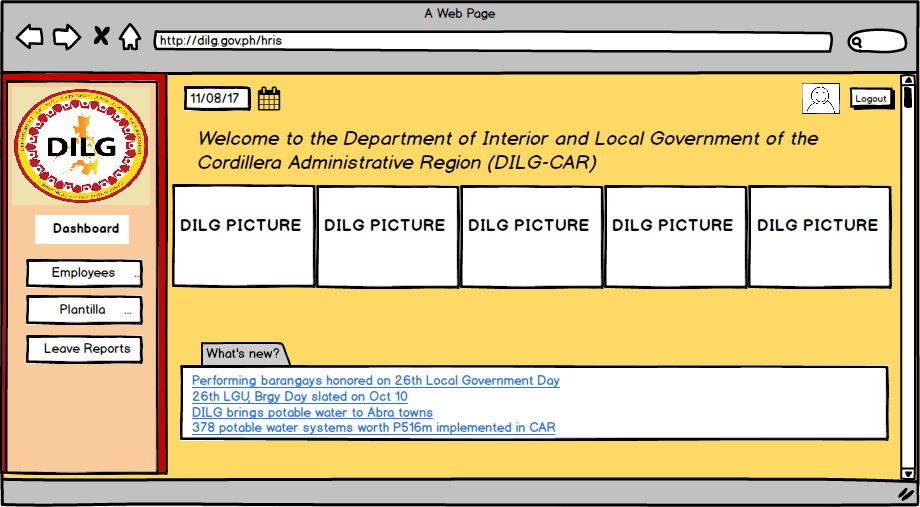 A Web Page
http://dilg.gov.ph/hris
11/08/17
Logout
DILG
Welcome to the Department of Interior and Local Government of the
Cordillera Administrative Region (DILG-CAR)
Dashboard
Employees ...
Plantilla ...
Leave Reports
DILG PICTURE DILG PICTURE DILG PICTURE DILG PICTURE DILG PICTURE
What's new?
Performing barangays honored on 26th Local Government Day
26th LGU, Brgy Day slated on Oct 10
DILG brings potable water to Abra towns
378 potable water systems worth P516m implemented in CAR